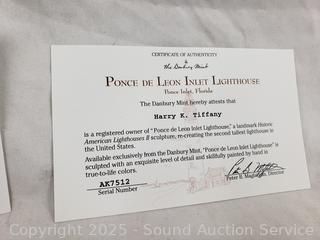 CERTIFICATE OF AUTHENTICITY
the Danbury Mint
PONCE DE LEON INLET LIGHTHOUSE
Ponce Inlet, Florida
The Danbury Mint hereby attests that
Harry K. Tiffany
is a registered owner of "Ponce de Leon Inlet Lighthouse," a landmark Historic
American Lighthouses II sculpture, re-creating the second tallest lighthouse in
the United States.
Available exclusively from the Danbury Mint, "Ponce de Leon Inlet Lighthouse," is
sculpted with an exquisite level of detail and skillfully painted by hand in
true-to-life colors.
AK7512
Serial Number
Peter B. Maglathlin, Director
Copyright 2025 - Sound Auction Service